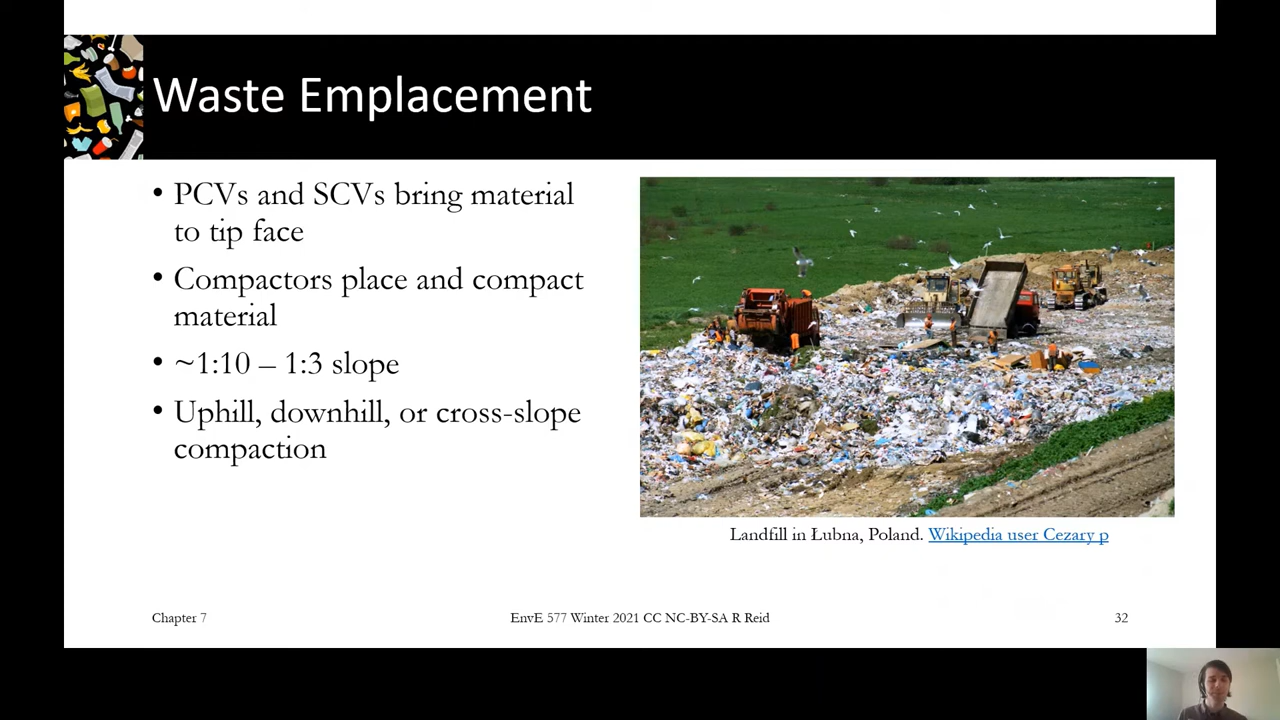 Waste Emplacement
• PCVs and SCVs bring material
to tip face
• Compactors place and compact
material
• ~1:10 – 1:3 slope
• Uphill, downhill, or cross-slope
compaction
Landfill in Łubna, Poland. Wikipedia user Cezary p
Chapter 7
EnvE 577 Winter 2021 CC NC-BY-SA R Reid
32